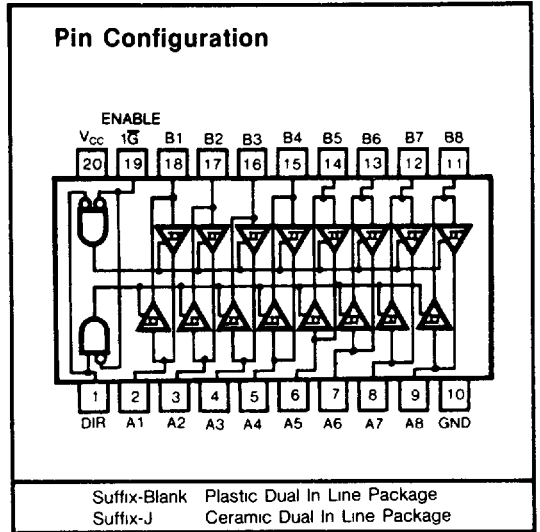 Pin Configuration
ENABLE
VCC 1G̅ B1 B2 B3 B4 B5 B6 B7 B8
20 19 18 17 16 15 14 13 12 11
1 2 3 4 5 6 7 8 9 10
DIR A1 A2 A3 A4 A5 A6 A7 A8 GND
Suffix-Blank Plastic Dual In Line Package
Suffix-J Ceramic Dual In Line Package